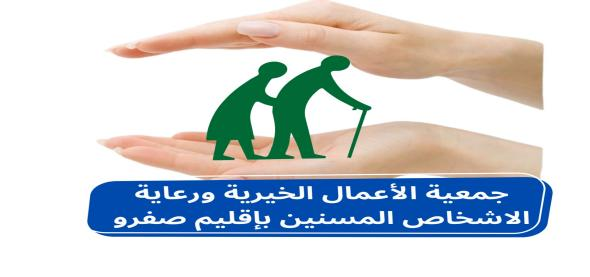 جمعية الأعمال الخيرية ورعاية
الاشخاص المسنين بإقليم صفرو